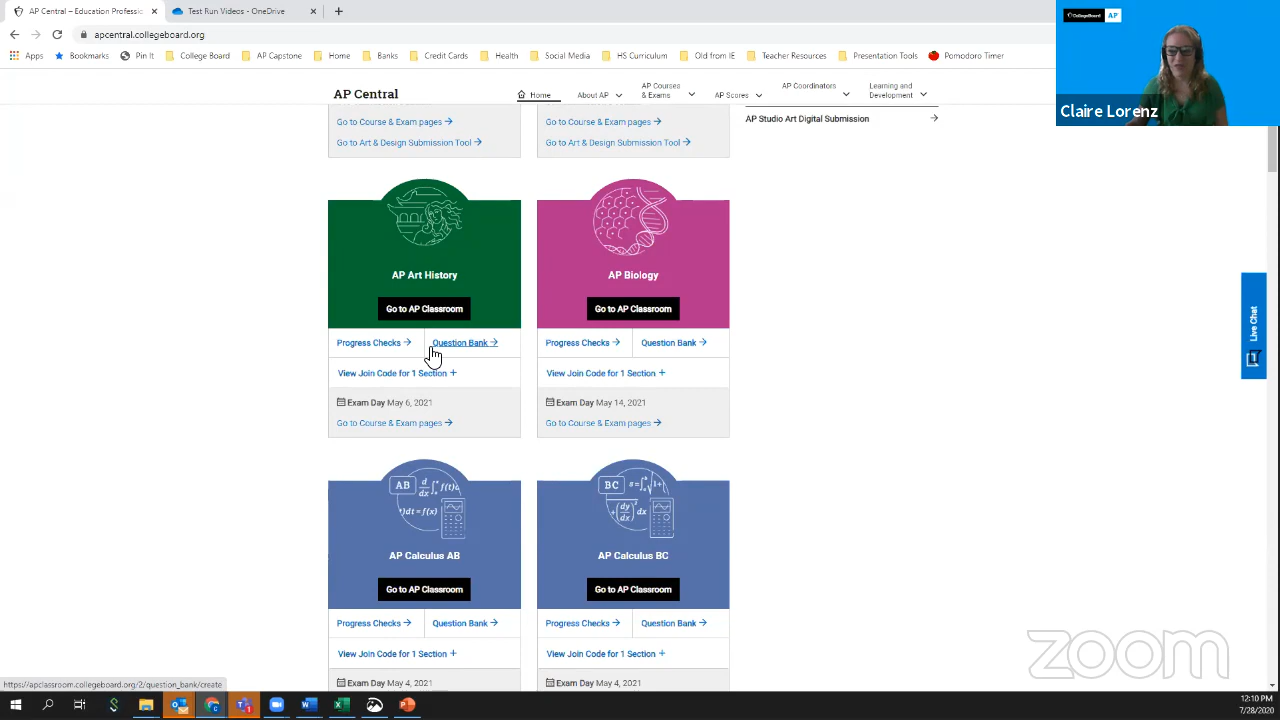 AP Central – Education Professic
Test Run Videos - OneDrive
apcentral.collegeboard.org
Apps
Bookmarks
Pin It
College Board
AP Capstone
Home
Banks
Credit Cards
Health
Social Media
HS Curriculum
Old from IE
Teacher Resources
Presentation Tools
Pomodoro Timer
CollegeBoard AP
Claire Lorenz
AP Central
Home
About AP
AP Courses
& Exams
AP Scores
AP Coordinators
Learning and
Development
Go to Course & Exam pages
Go to Course & Exam pages
AP Studio Art Digital Submission
Go to Art & Design Submission Tool
Go to Art & Design Submission Tool
AP Art History
AP Biology
Go to AP Classroom
Go to AP Classroom
Progress Checks
Question Bank
Progress Checks
Question Bank
View Join Code for 1 Section +
View Join Code for 1 Section +
Exam Day May 6, 2021
Exam Day May 14, 2021
Go to Course & Exam pages
Go to Course & Exam pages
Live Chat
AB
BC
AP Calculus AB
AP Calculus BC
Go to AP Classroom
Go to AP Classroom
Progress Checks
Question Bank
Progress Checks
Question Bank
View Join Code for 1 Section +
View Join Code for 1 Section +
Exam Day May 4, 2021
Exam Day May 4, 2021
https://apclassroom.collegeboard.org/2/question_bank/create
zoom
12:10 PM
7/28/2020